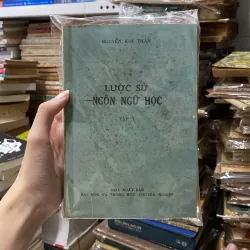 NGUYỄN KIM THẢN
LƯỢC SỬ
NGÔN NGỮ HỌC
TẬP I
NHÀ XUẤT BẢN
ĐẠI HỌC VÀ TRUNG HỌC CHUYÊN NGHIỆP